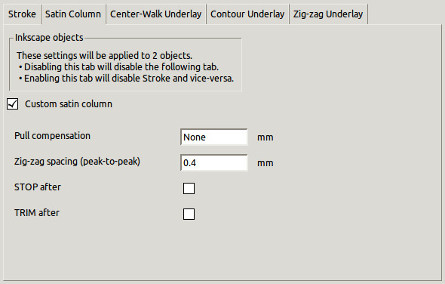 Stroke Satin Column Center-Walk Underlay Contour Underlay Zig-zag Underlay
Inkscape objects
These settings will be applied to 2 objects.
• Disabling this tab will disable the following tab.
• Enabling this tab will disable Stroke and vice-versa.
Custom satin column
Pull compensation None mm
Zig-zag spacing (peak-to-peak) 0.4 mm
STOP after
TRIM after